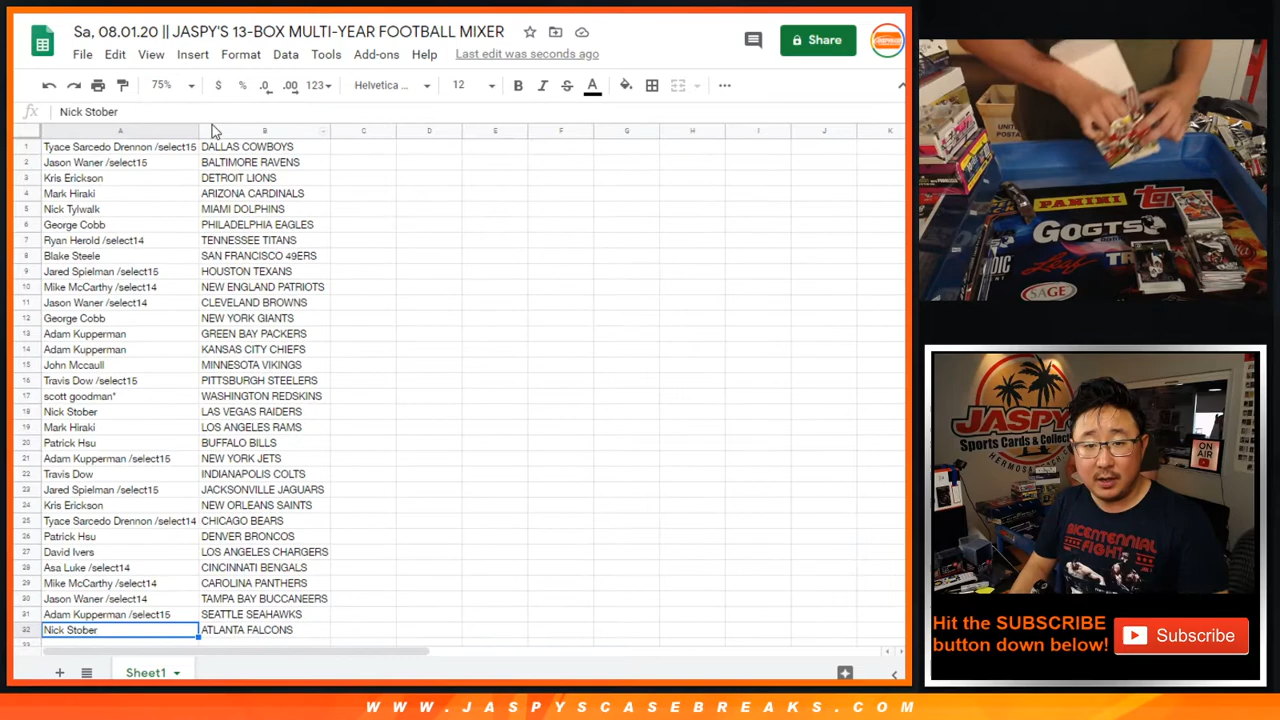 Sa, 08.01.20 || JASPY'S 13-BOX MULTI-YEAR FOOTBALL MIXER
File Edit View Insert Format Data Tools Add-ons Help Last edit was seconds ago
Share
75% $ % .0 .00 123 Helvetica ... 12 B I S A
fx Nick Stober
A B C D E F G H I J K
1 Tyace Sarcedo Drennon /select15 DALLAS COWBOYS
2 Jason Waner /select15 BALTIMORE RAVENS
3 Kris Erickson DETROIT LIONS
4 Mark Hiraki ARIZONA CARDINALS
5 Nick Tylwalk MIAMI DOLPHINS
6 George Cobb PHILADELPHIA EAGLES
7 Ryan Herold /select14 TENNESSEE TITANS
8 Blake Steele SAN FRANCISCO 49ERS
9 Jared Spielman /select15 HOUSTON TEXANS
10 Mike McCarthy /select14 NEW ENGLAND PATRIOTS
11 Jason Waner /select14 CLEVELAND BROWNS
12 George Cobb NEW YORK GIANTS
13 Adam Kupperman GREEN BAY PACKERS
14 Adam Kupperman KANSAS CITY CHIEFS
15 John Mccaull MINNESOTA VIKINGS
16 Travis Dow /select15 PITTSBURGH STEELERS
17 scott goodman* WASHINGTON REDSKINS
18 Nick Stober LAS VEGAS RAIDERS
19 Mark Hiraki LOS ANGELES RAMS
20 Patrick Hsu BUFFALO BILLS
21 Adam Kupperman /select15 NEW YORK JETS
22 Travis Dow INDIANAPOLIS COLTS
23 Jared Spielman /select15 JACKSONVILLE JAGUARS
24 Kris Erickson NEW ORLEANS SAINTS
25 Tyace Sarcedo Drennon /select14 CHICAGO BEARS
26 Patrick Hsu DENVER BRONCOS
27 David Ivers LOS ANGELES CHARGERS
28 Asa Luke /select14 CINCINNATI BENGALS
29 Mike McCarthy /select14 CAROLINA PANTHERS
30 Jason Waner /select14 TAMPA BAY BUCCANEERS
31 Adam Kupperman /select15 SEATTLE SEAHAWKS
32 Nick Stober ATLANTA FALCONS
Sheet1
UNITED
POSTAL
PANINI
GOGTS
Leaf
SAGE
JASPY'S
Sports Cards & Collect
HERMOSA
ON
AIR
BICENTENNIAL
FIGHT
Hit the SUBSCRIBE
button down below!
Subscribe
WWW.JASPYSCASEBREAKS.COM